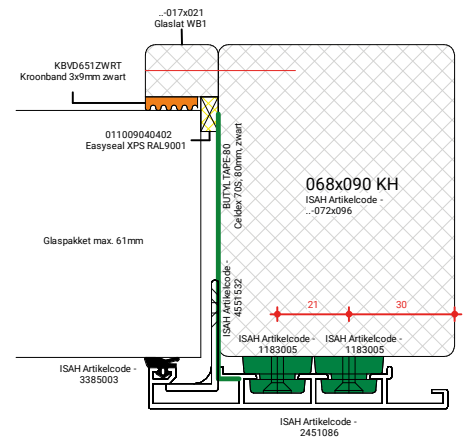 ..-017x021
Glaslat WB1
KBVD651ZWRT
Kroonband 3x9mm zwart
011009040402
Easyseal XPS RAL9001
BUTYLTAPE-80
Celdex 70S, 80mm, zwart
068x090 KH
ISAH Artikelcode -
..-072x096
Glaspakket max. 61mm
ISAH Artikelcode -
4551532
21
30
ISAH Artikelcode -
1183005
ISAH Artikelcode -
1183005
ISAH Artikelcode -
3385003
ISAH Artikelcode -
2451086